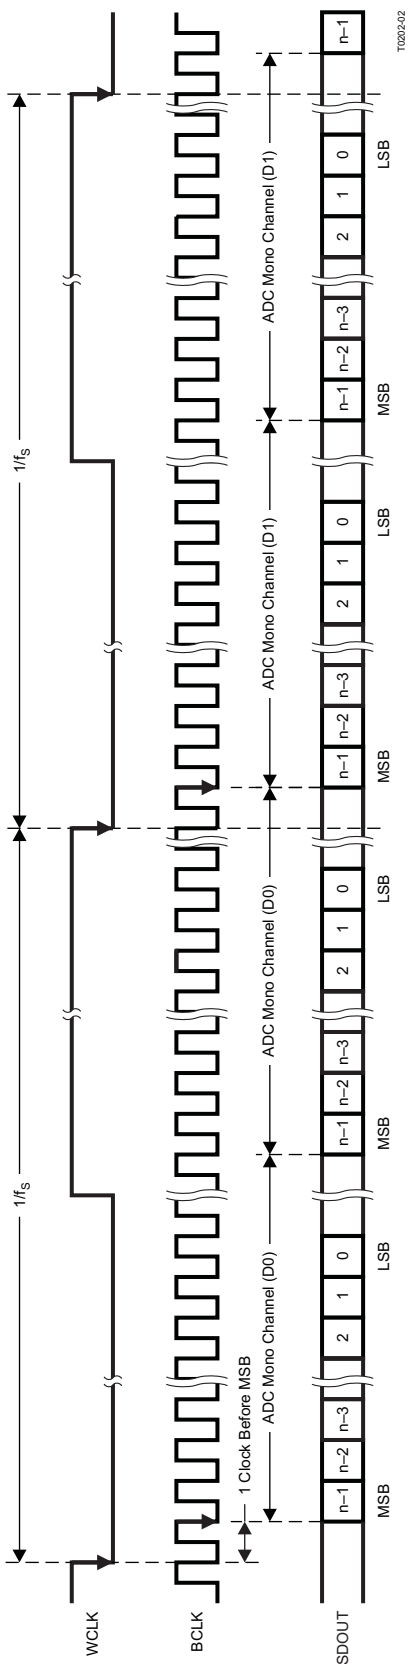 1/fS
1/fS
WCLK
BCLK
1 Clock Before MSB
ADC Mono Channel (D0)
ADC Mono Channel (D0)
ADC Mono Channel (D1)
ADC Mono Channel (D1)
SDOUT
n–1 n–2 n–3 2 1 0 n–1 n–2 n–3 2 1 0 n–1 n–2 n–3 2 1 0 n–1 n–2 n–3 2 1 0 n–1
MSB LSB MSB LSB MSB LSB MSB LSB
T0202-02